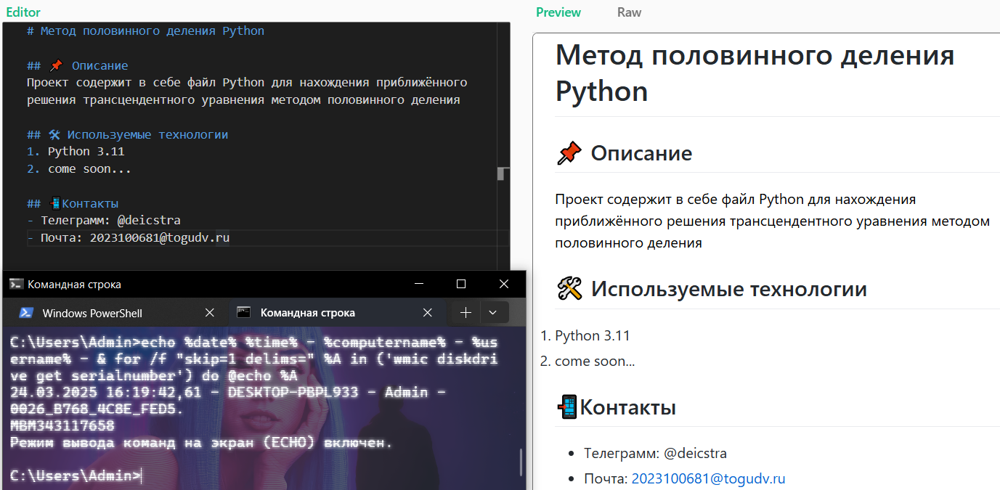 Editor
# Метод половинного деления Python
## 📌 Описание
Проект содержит в себе файл Python для нахождения приближённого
решения трансцендентного уравнения методом половинного деления
## 🛠 Используемые технологии
1. Python 3.11
2. come soon...
## 📲Контакты
- Телеграмм: @deicstra
- Почта: 2023100681@togudv.ru
Командная строка
Windows PowerShell
Командная строка
C:\Users\Admin>echo %date% %time% - %computername% - %us
ername% - & for /f "skip=1 delims=" %A in ('wmic diskdri
ve get serialnumber') do @echo %A
24.03.2025 16:19:42,61 - DESKTOP-PBPL933 - Admin -
0026_B768_4C8E_FED5.
MBM343117658
Режим вывода команд на экран (ECHO) включен.
C:\Users\Admin>
Preview Raw
Метод половинного деления
Python
📌 Описание
Проект содержит в себе файл Python для нахождения
приближённого решения трансцендентного уравнения методом
половинного деления
🛠 Используемые технологии
1. Python 3.11
2. come soon...
📲Контакты
• Телеграмм: @deicstra
• Почта: 2023100681@togudv.ru